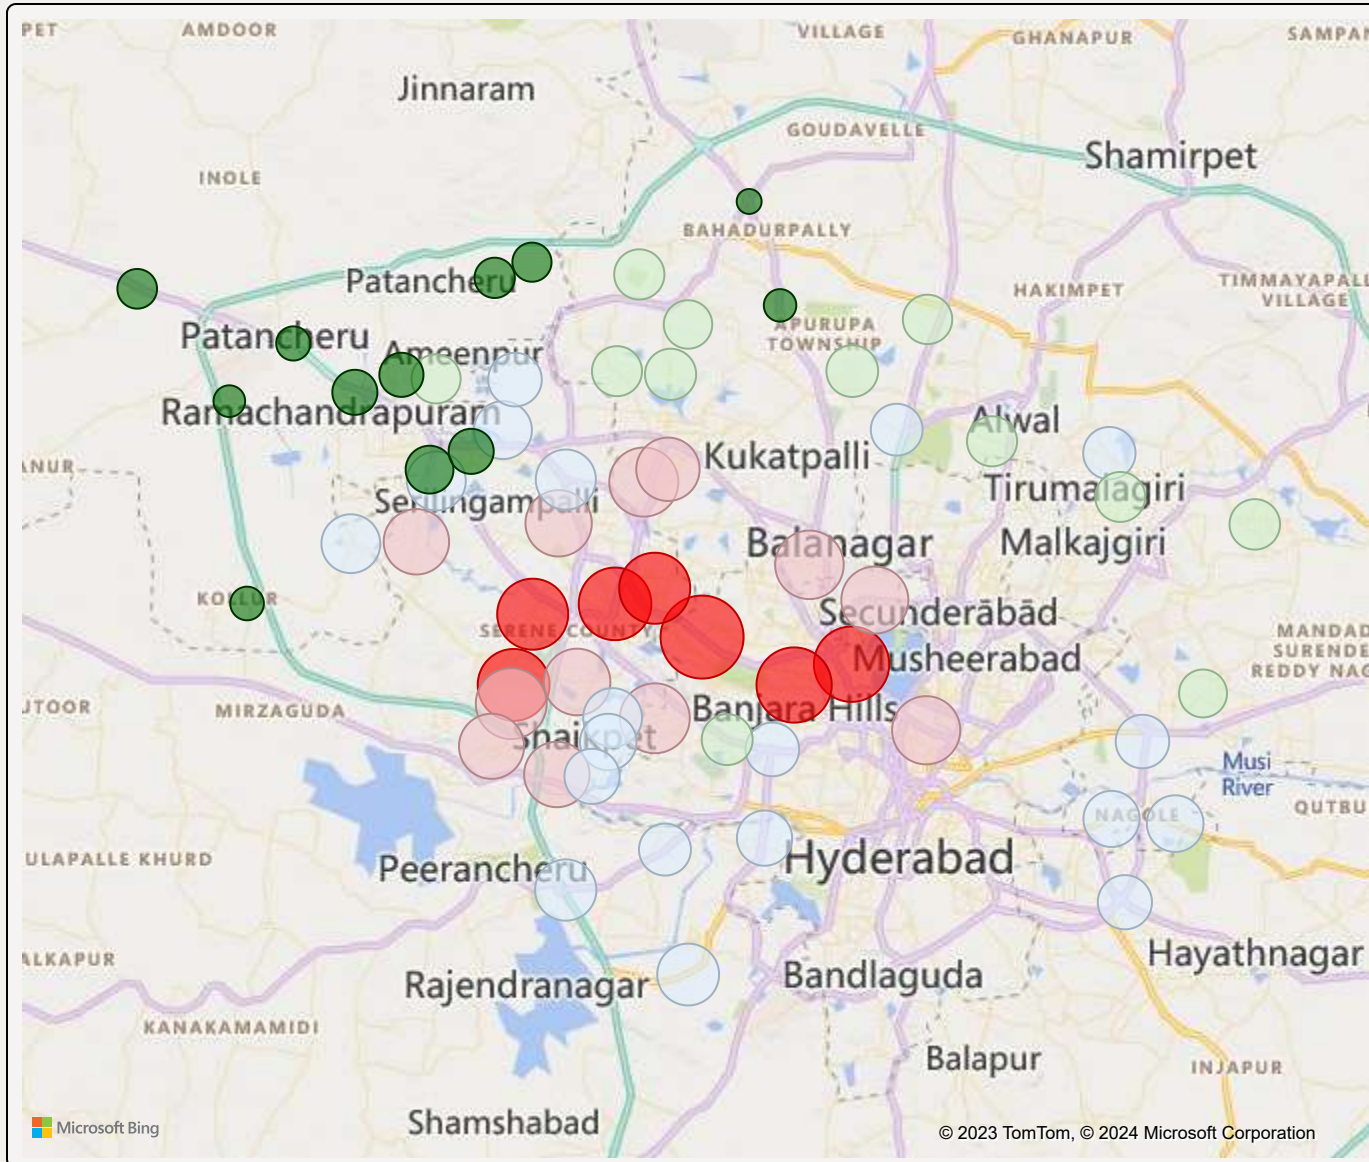 PET
AMDOOR
VILLAGE
GHANAPUR
SAMPAN
Jinnaram
GOUDAVELLE
Shamirpet
INOLE
BAHADURPALLY
Patancheru
HAKIMPET
TIMMAYAPALL
VILLAGE
Patancheru
Ameenpur
APURUPA
TOWNSHIP
Ramachandrapuram
Alwal
Kukatpalli
ANUR
Serilingampalli
Tirumalagiri
Balanagar
Malkajgiri
KOLLUR
Secunderābād
SERENE COUNTY
MANDAD
SURENDE
REDDY NAG
Musheerabad
UTOOR
MIRZAGUDA
Banjara Hills
Shaikpet
Musi
River
NAGOLE
QUTBU
ULAPALLE KHURD
Peerancheru
Hyderabad
ALKAPUR
Hayathnagar
Rajendranagar
Bandlaguda
KANAKAMAMIDI
Balapur
INJAPUR
Shamshabad
Microsoft Bing
© 2023 TomTom, © 2024 Microsoft Corporation